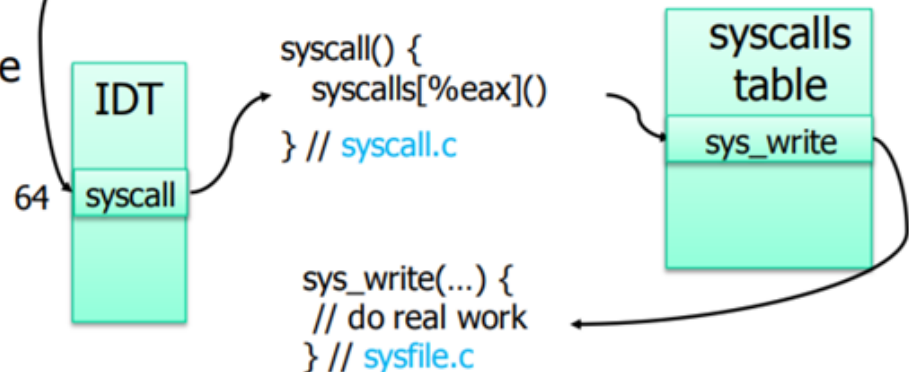 e
IDT
64
syscall
syscall() {
syscalls[%eax]()
} // syscall.c
syscalls
table
sys_write
sys_write(...) {
// do real work
} // sysfile.c